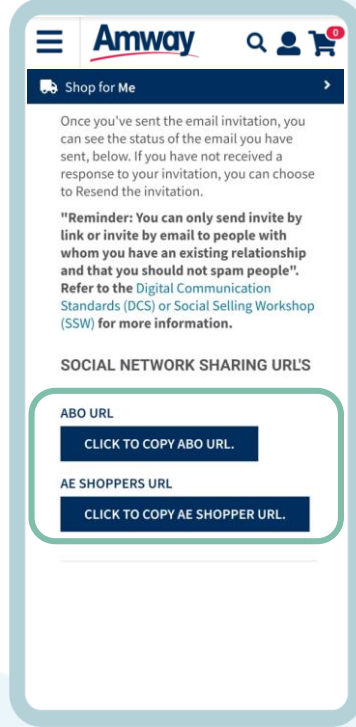 Amway
0
Shop for Me
Once you've sent the email invitation, you
can see the status of the email you have
sent, below. If you have not received a
response to your invitation, you can choose
to Resend the invitation.
"Reminder: You can only send invite by
link or invite by email to people with
whom you have an existing relationship
and that you should not spam people".
Refer to the Digital Communication
Standards (DCS) or Social Selling Workshop
(SSW) for more information.
SOCIAL NETWORK SHARING URL'S
ABO URL
CLICK TO COPY ABO URL.
AE SHOPPERS URL
CLICK TO COPY AE SHOPPER URL.